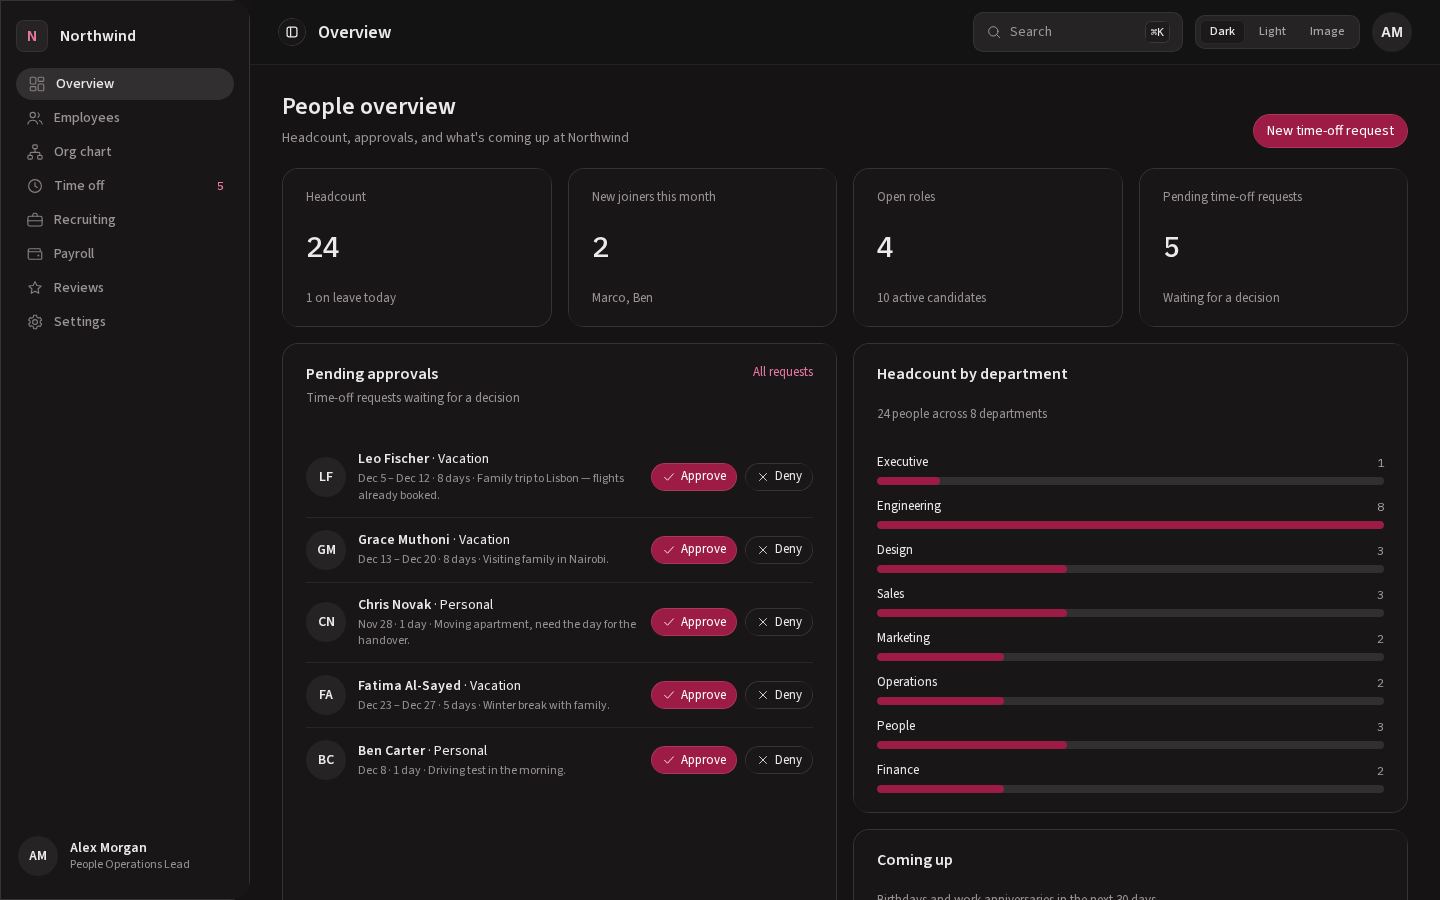 N Northwind
Overview
Employees
Org chart
Time off 5
Recruiting
Payroll
Reviews
Settings
AM
Alex Morgan
People Operations Lead
Overview
Search ⌘K
Dark Light Image
AM
People overview
Headcount, approvals, and what's coming up at Northwind
New time-off request
Headcount
24
1 on leave today
New joiners this month
2
Marco, Ben
Open roles
4
10 active candidates
Pending time-off requests
5
Waiting for a decision
Pending approvals
All requests
Time-off requests waiting for a decision
LF
Leo Fischer · Vacation
Dec 5 – Dec 12 · 8 days · Family trip to Lisbon — flights
already booked.
Approve Deny
GM
Grace Muthoni · Vacation
Dec 13 – Dec 20 · 8 days · Visiting family in Nairobi.
Approve Deny
CN
Chris Novak · Personal
Nov 28 · 1 day · Moving apartment, need the day for the
handover.
Approve Deny
FA
Fatima Al-Sayed · Vacation
Dec 23 – Dec 27 · 5 days · Winter break with family.
Approve Deny
BC
Ben Carter · Personal
Dec 8 · 1 day · Driving test in the morning.
Approve Deny
Headcount by department
24 people across 8 departments
Executive 1
Engineering 8
Design 3
Sales 3
Marketing 2
Operations 2
People 3
Finance 2
Coming up
Birthdays and work anniversaries in the next 30 days